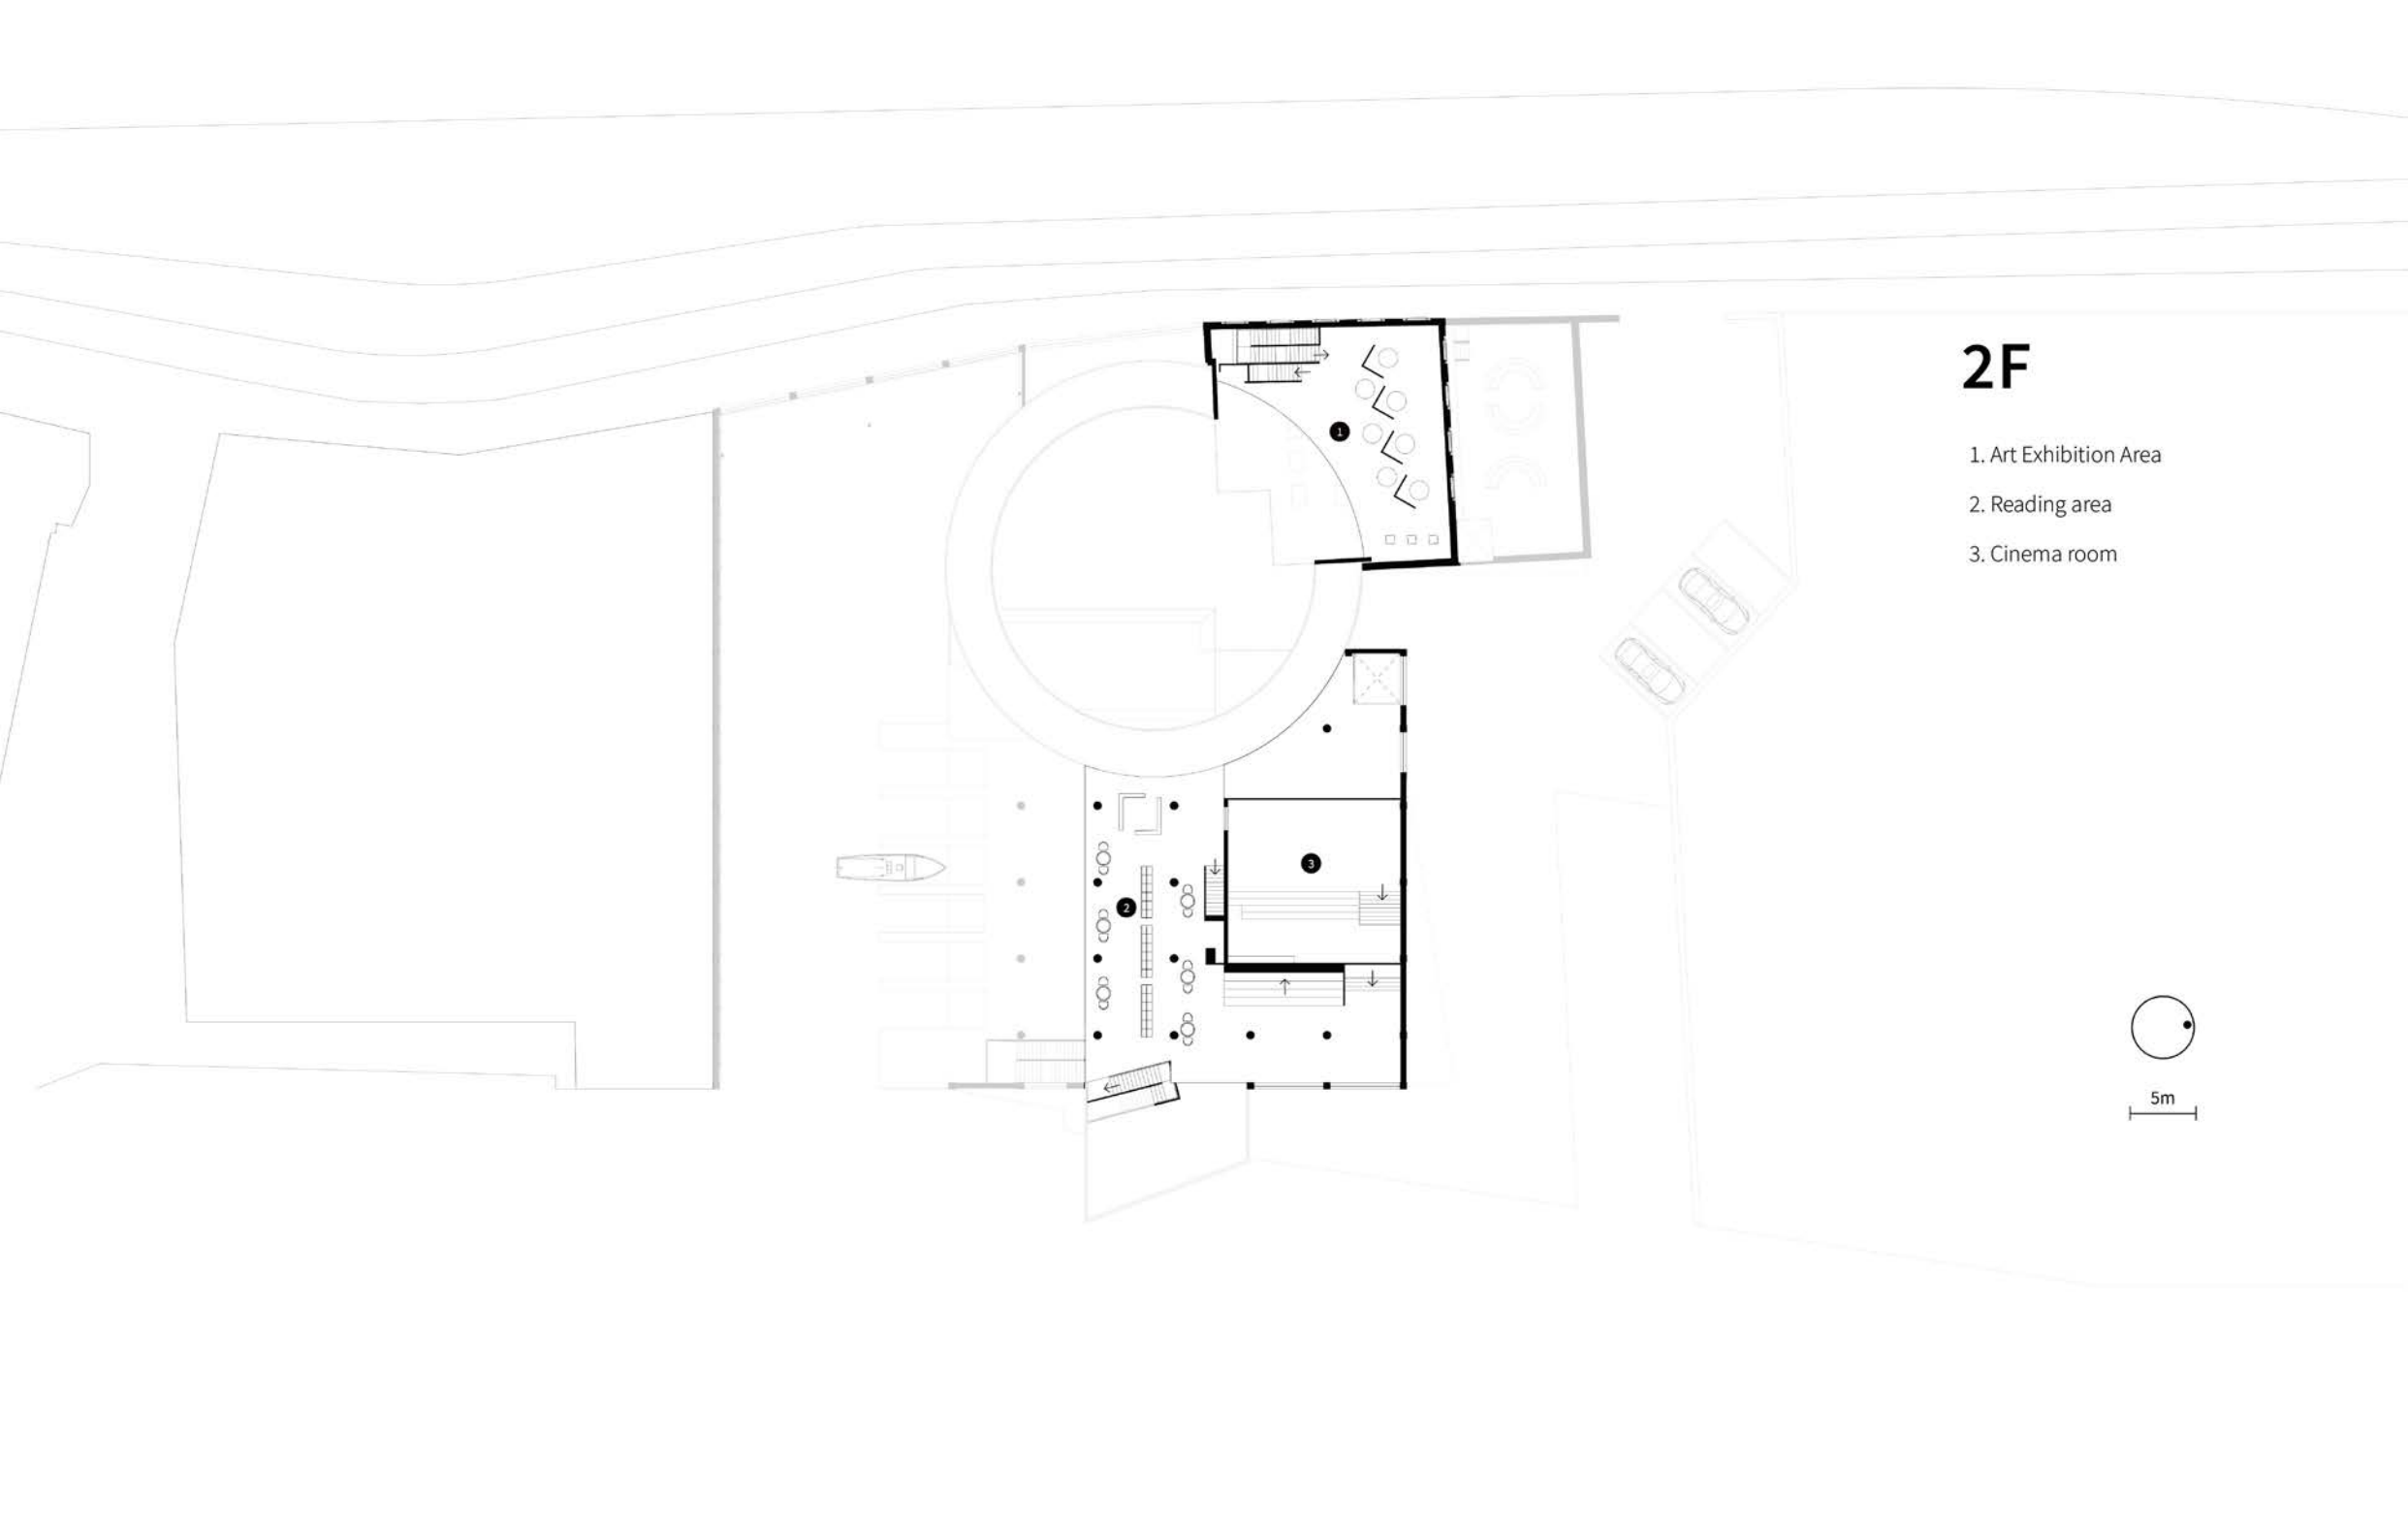 2F
1. Art Exhibition Area
2. Reading area
3. Cinema room
1
2
3
5m